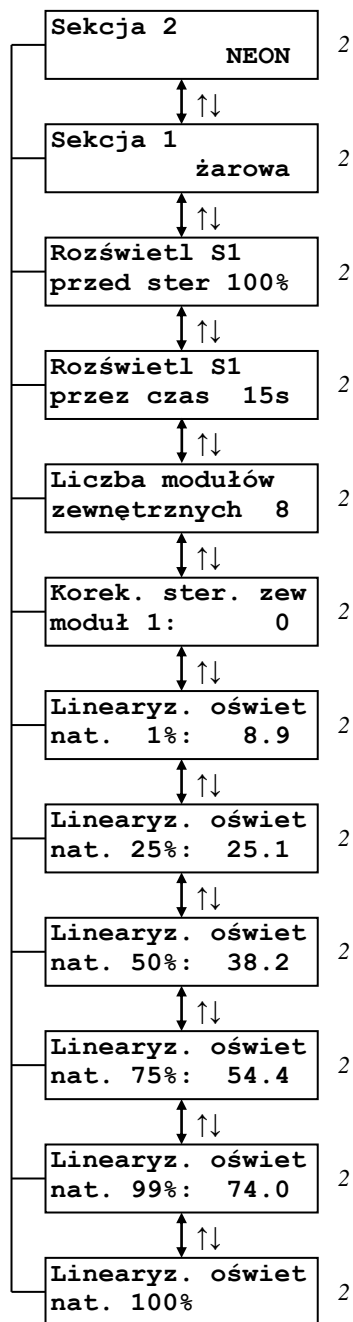 Sekcja 2
NEON
2
↑↓
Sekcja 1
żarowa
2
↑↓
Rozświetl S1
przed ster 100%
2
↑↓
Rozświetl S1
przez czas 15s
2
↑↓
Liczba modułów
zewnętrznych 8
2
↑↓
Korek. ster. zew
moduł 1: 0
2
↑↓
Linearyz. oświet
nat. 1%: 8.9
2
↑↓
Linearyz. oświet
nat. 25%: 25.1
2
↑↓
Linearyz. oświet
nat. 50%: 38.2
2
↑↓
Linearyz. oświet
nat. 75%: 54.4
2
↑↓
Linearyz. oświet
nat. 99%: 74.0
2
↑↓
Linearyz. oświet
nat. 100%
2